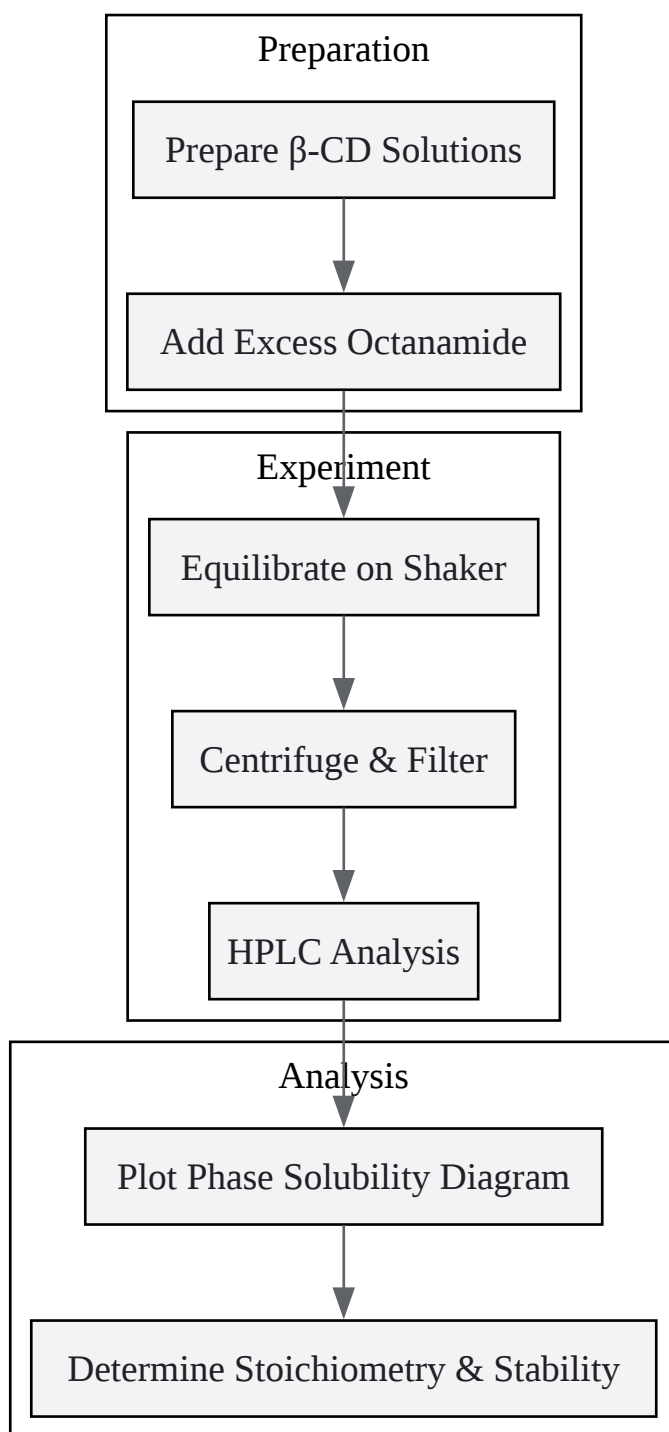 Preparation
Prepare β-CD Solutions
Add Excess Octanamide
Experiment
Equilibrate on Shaker
Centrifuge & Filter
HPLC Analysis
Analysis
Plot Phase Solubility Diagram
Determine Stoichiometry & Stability